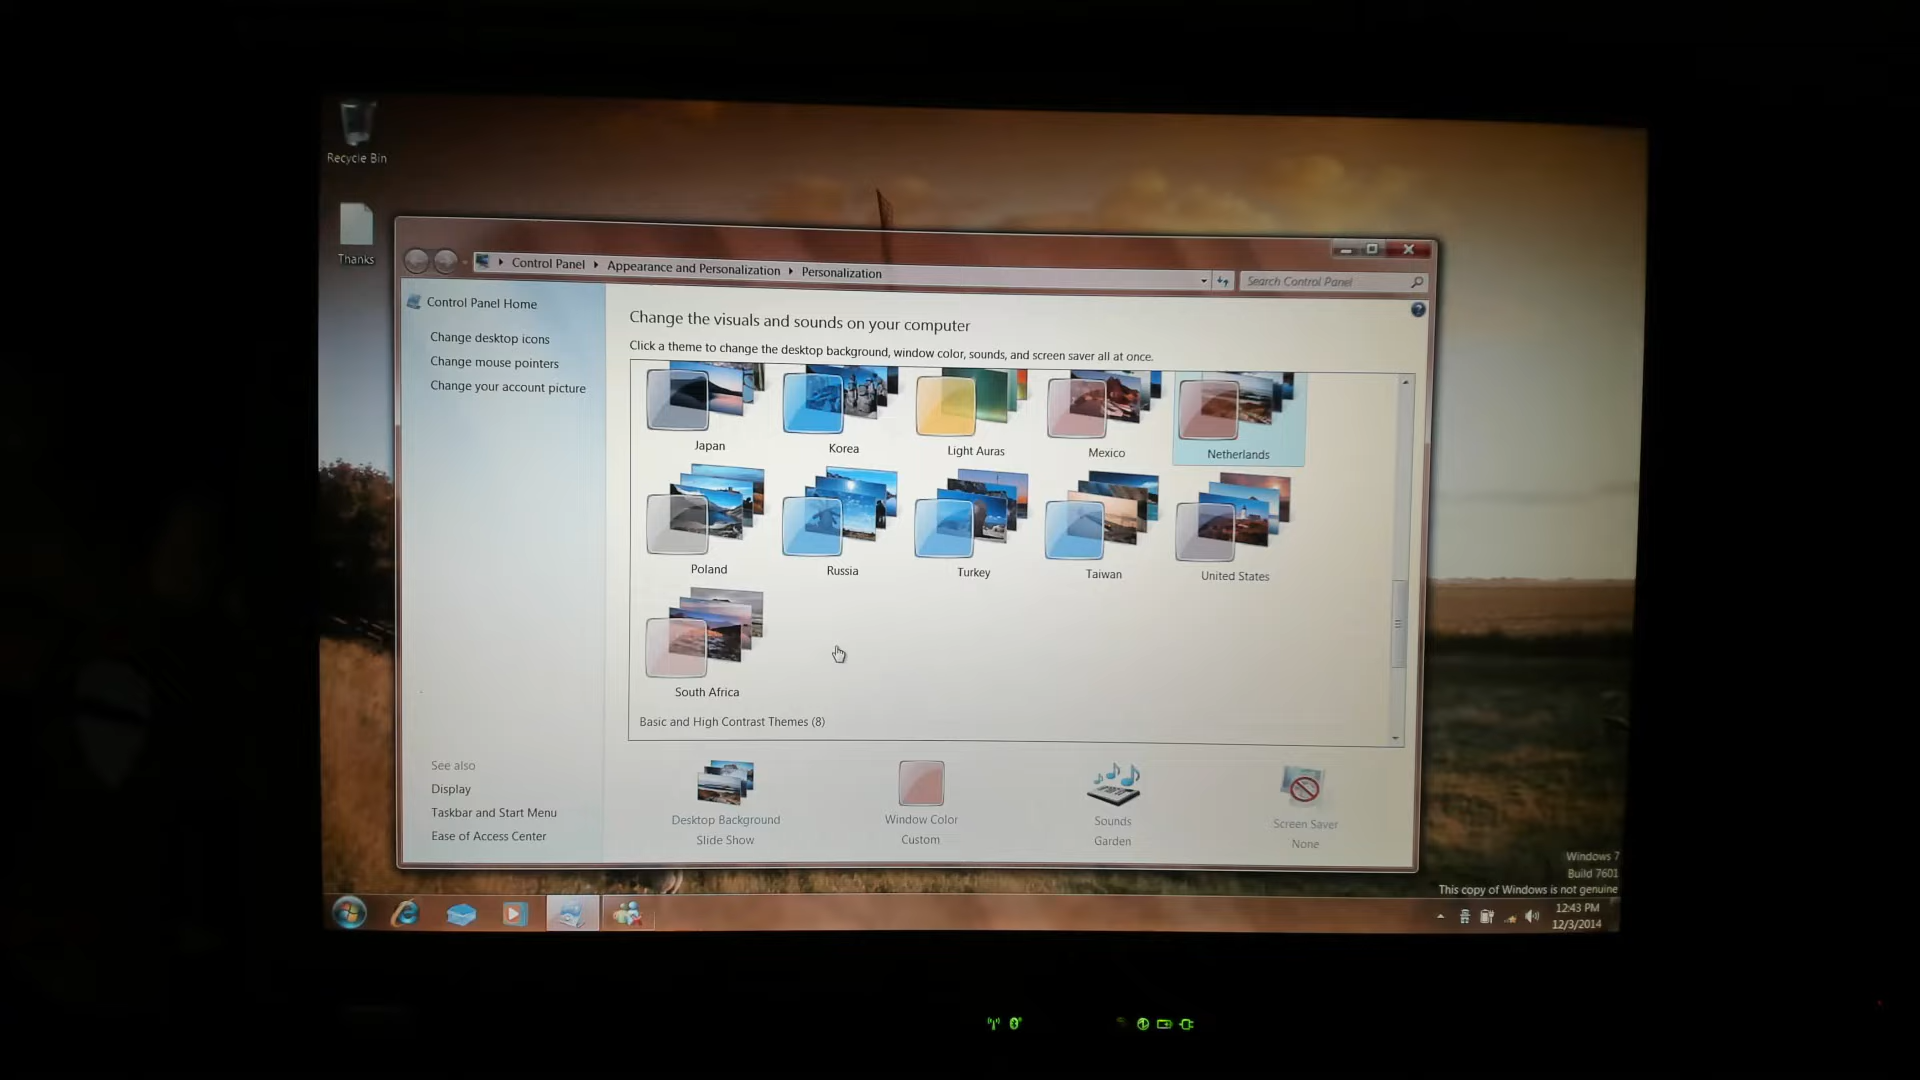 Recycle Bin
Thanks
Control Panel
Appearance and Personalization
Personalization
Search Control Panel
Control Panel Home
Change desktop icons
Change mouse pointers
Change your account picture
Change the visuals and sounds on your computer
Click a theme to change the desktop background, window color, sounds, and screen saver all at once.
Japan
Korea
Light Auras
Mexico
Netherlands
Poland
Russia
Turkey
Taiwan
United States
South Africa
Basic and High Contrast Themes (8)
See also
Display
Taskbar and Start Menu
Ease of Access Center
Desktop Background
Slide Show
Window Color
Custom
Sounds
Garden
Screen Saver
None
Windows 7
Build 7601
This copy of Windows is not genuine
12:43 PM
12/3/2014